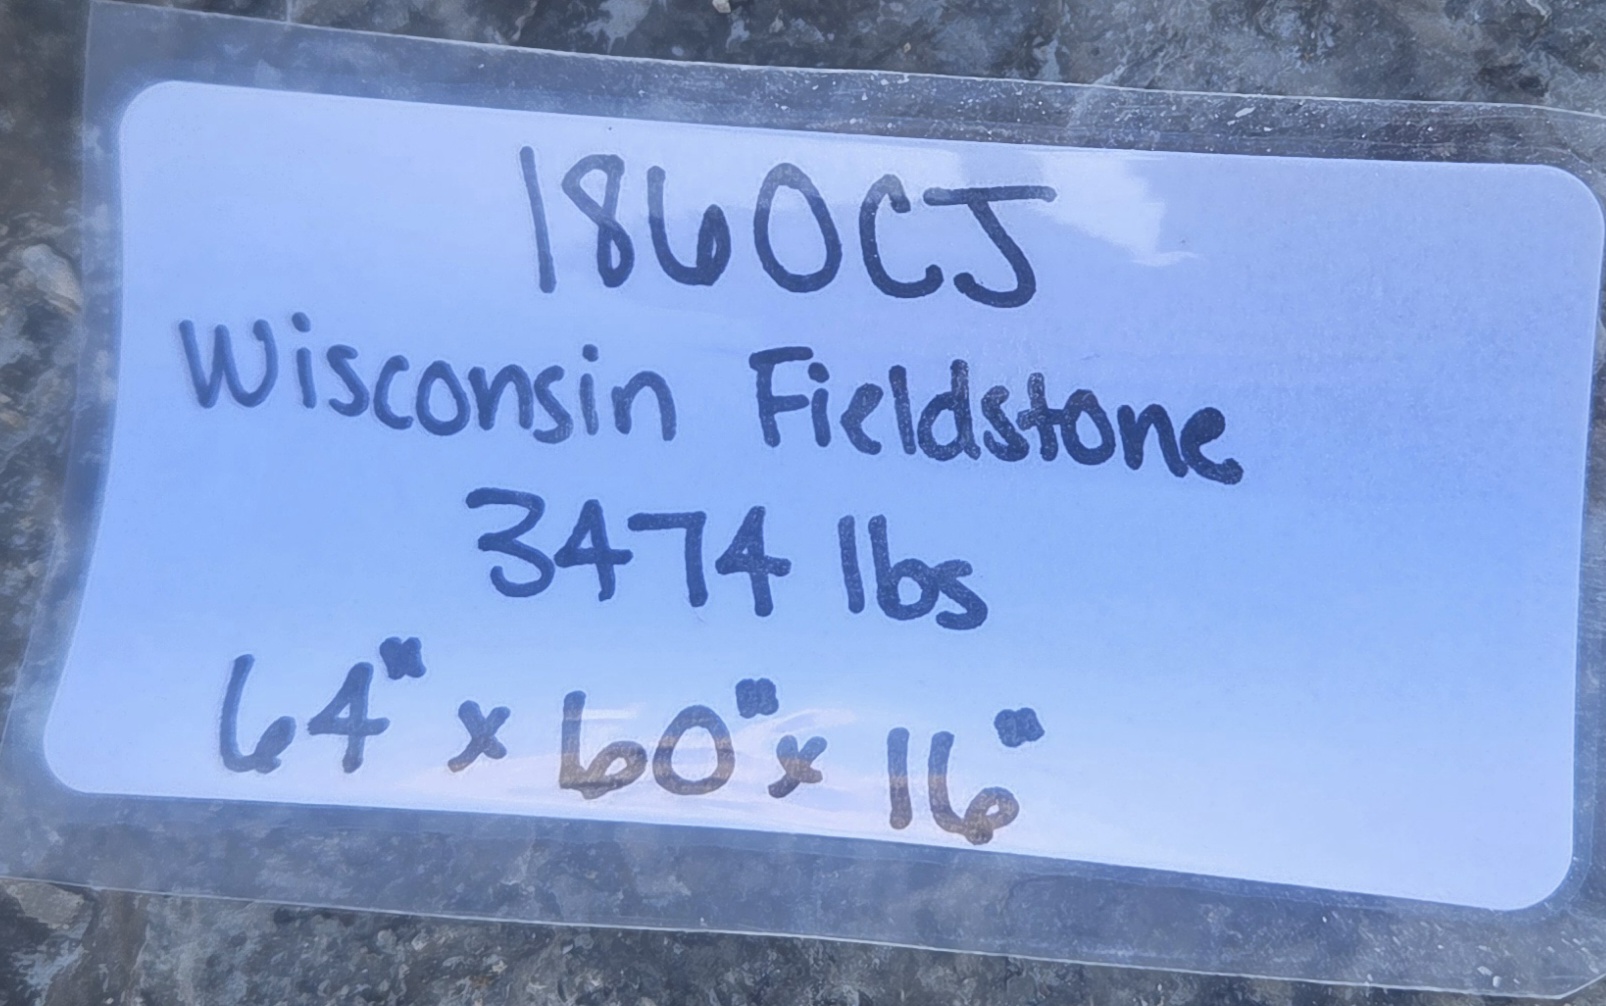 1860CJ
Wisconsin Fieldstone
3474 lbs
64" x 60" x 16"